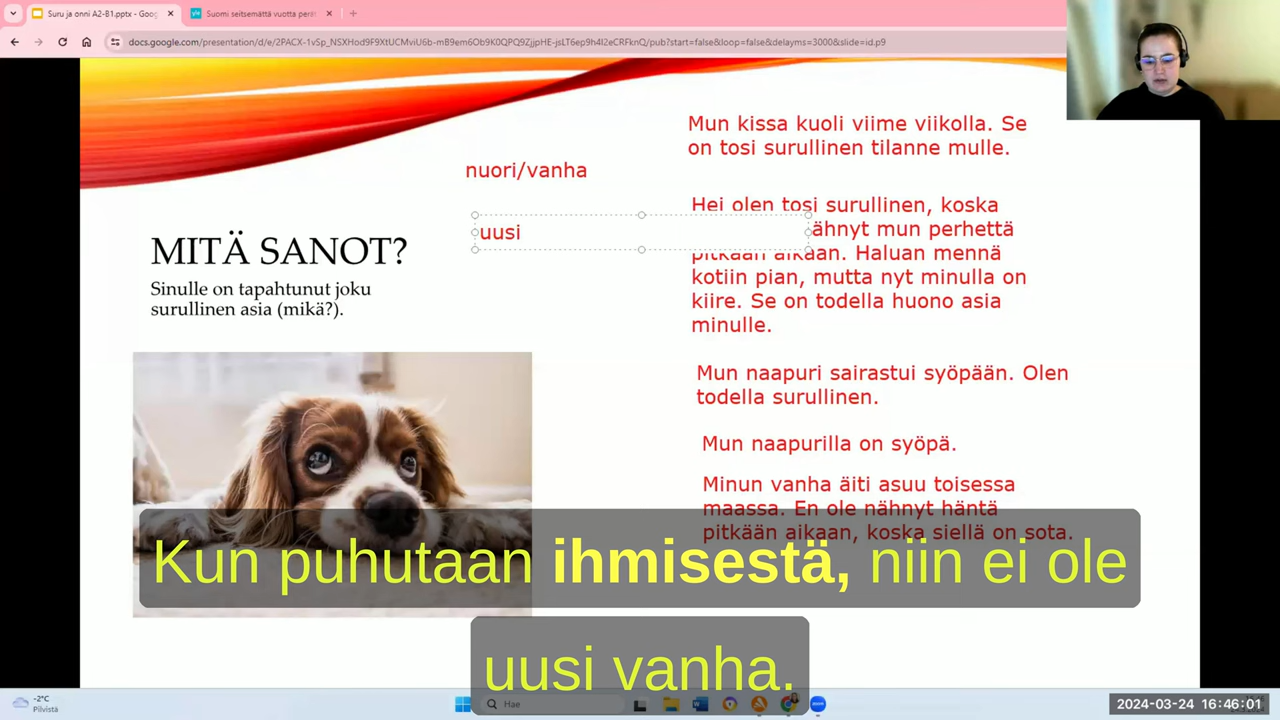 Suru ja onni A2-B1.pptx - Goog
Suomi seitsemättä vuotta perä
docs.google.com/presentation/d/e/2PACX-1vSp_NSXHod9F9XtUCMviU6b-mB9em6Ob9K0QPQ9ZjjpHE-jsLT6ep9h4l2eCRFknQ/pub?start=false&loop=false&delayms=3000&slide=id.p9
Mun kissa kuoli viime viikolla. Se
on tosi surullinen tilanne mulle.
nuori/vanha
Hei olen tosi surullinen, koska
uusi
ähnyt mun perhettä
pitkään aikaan. Haluan mennä
kotiin pian, mutta nyt minulla on
kiire. Se on todella huono asia
minulle.
MITÄ SANOT?
Sinulle on tapahtunut joku
surullinen asia (mikä?).
Mun naapuri sairastui syöpään. Olen
todella surullinen.
Mun naapurilla on syöpä.
Minun vanha äiti asuu toisessa
maassa. En ole nähnyt häntä
pitkään aikaan, koska siellä on sota.
Kun puhutaan ihmisestä, niin ei ole
uusi vanha.
-2°C
Pilvistä
Hae
zoom
2024-03-24 16:46:01